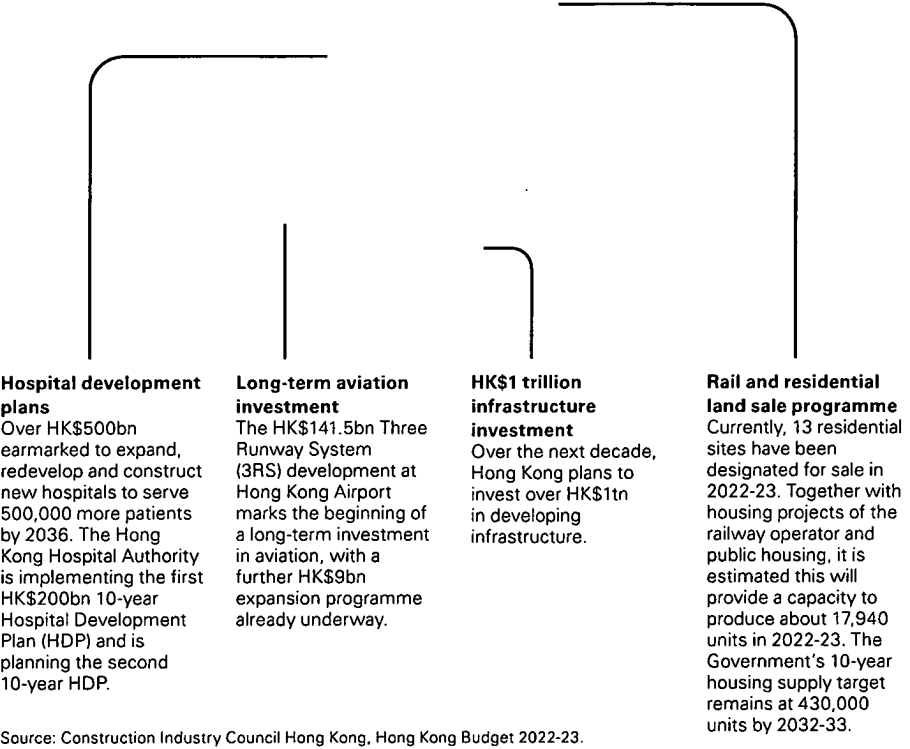 Hospital development
plans
Over HK$500bn
earmarked to expand,
redevelop and construct
new hospitals to serve
500,000 more patients
by 2036. The Hong
Kong Hospital Authority
is implementing the first
HK$200bn 10-year
Hospital Development
Plan (HDP) and is
planning the second
10-year HDP.
Long-term aviation
investment
The HK$141.5bn Three
Runway System
(3RS) development at
Hong Kong Airport
marks the beginning of
a long-term investment
in aviation, with a
further HK$9bn
expansion programme
already underway.
HK$1 trillion
infrastructure
investment
Over the next decade,
Hong Kong plans to
invest over HK$1tn
in developing
infrastructure.
Rail and residential
land sale programme
Currently, 13 residential
sites have been
designated for sale in
2022-23. Together with
housing projects of the
railway operator and
public housing, it is
estimated this will
provide a capacity to
produce about 17,940
units in 2022-23. The
Government's 10-year
housing supply target
remains at 430,000
units by 2032-33.
Source: Construction Industry Council Hong Kong, Hong Kong Budget 2022-23.